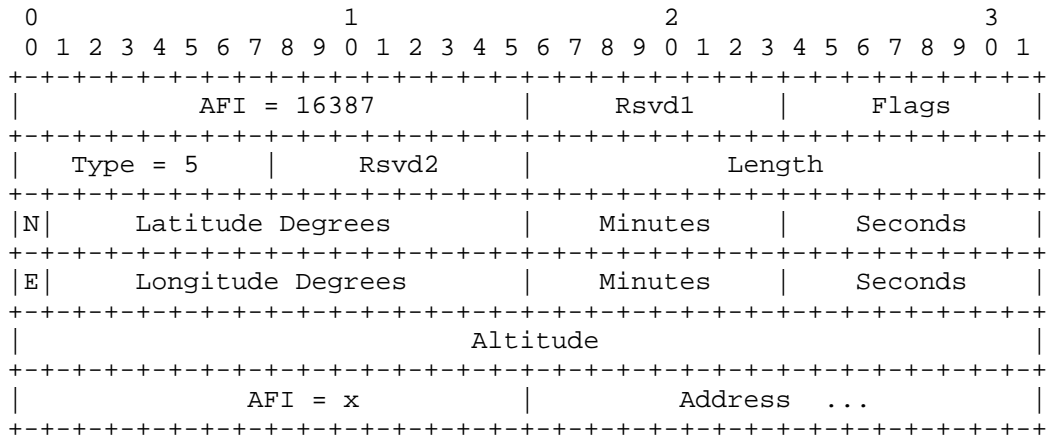 0                   1                   2                   3
 0 1 2 3 4 5 6 7 8 9 0 1 2 3 4 5 6 7 8 9 0 1 2 3 4 5 6 7 8 9 0 1
+-+-+-+-+-+-+-+-+-+-+-+-+-+-+-+-+-+-+-+-+-+-+-+-+-+-+-+-+-+-+-+-+
|           AFI = 16387         |     Rsvd1     |     Flags     |
+-+-+-+-+-+-+-+-+-+-+-+-+-+-+-+-+-+-+-+-+-+-+-+-+-+-+-+-+-+-+-+-+
|   Type = 5    |     Rsvd2     |            Length             |
+-+-+-+-+-+-+-+-+-+-+-+-+-+-+-+-+-+-+-+-+-+-+-+-+-+-+-+-+-+-+-+-+
|N|     Latitude Degrees        |    Minutes    |    Seconds    |
+-+-+-+-+-+-+-+-+-+-+-+-+-+-+-+-+-+-+-+-+-+-+-+-+-+-+-+-+-+-+-+-+
|E|     Longitude Degrees       |    Minutes    |    Seconds    |
+-+-+-+-+-+-+-+-+-+-+-+-+-+-+-+-+-+-+-+-+-+-+-+-+-+-+-+-+-+-+-+-+
|                            Altitude                           |
+-+-+-+-+-+-+-+-+-+-+-+-+-+-+-+-+-+-+-+-+-+-+-+-+-+-+-+-+-+-+-+-+
|              AFI = x          |         Address  ...          |
+-+-+-+-+-+-+-+-+-+-+-+-+-+-+-+-+-+-+-+-+-+-+-+-+-+-+-+-+-+-+-+-+